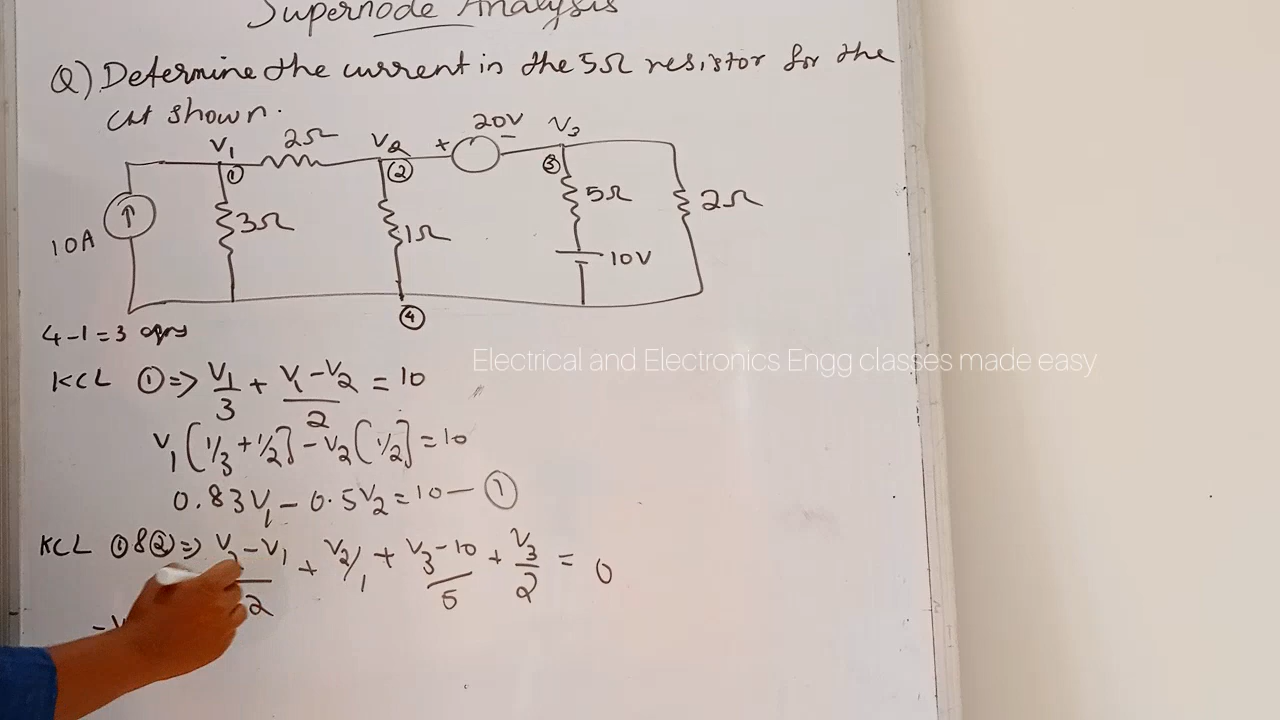 Supernode Analysis
Q) Determine the current in the 5Ω resistor for the
ckt shown.
V1 2Ω V2 + 20V - V3
① ② ③
10A 3Ω 1Ω 5Ω 2Ω
10V
④
4-1=3 eqns
Electrical and Electronics Engg classes made easy
KCL ①⇒ V1/3 + V1-V2/2 = 10
V1[1/3+1/2]-V2[1/2]=10
0.83V1-0.5V2=10-①
KCL ①&②⇒ V2-V1/2 + V2/1 + V3-10/5 + V3/2 = 0